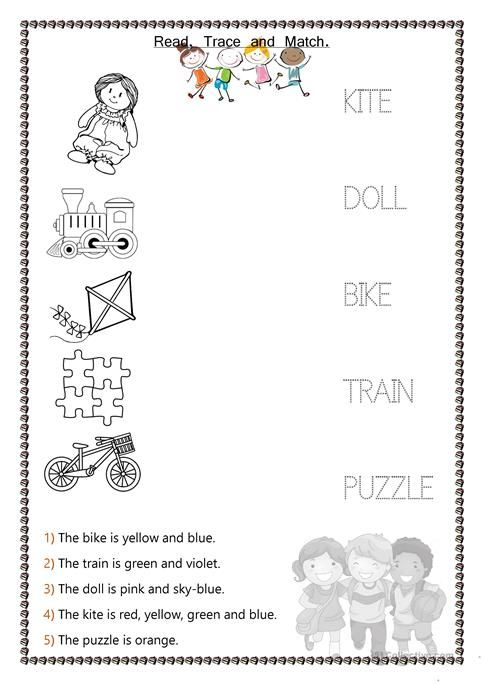 Read, Trace and Match.
KITE
DOLL
BIKE
TRAIN
PUZZLE
1) The bike is yellow and blue.
2) The train is green and violet.
3) The doll is pink and sky-blue.
4) The kite is red, yellow, green and blue.
5) The puzzle is orange.